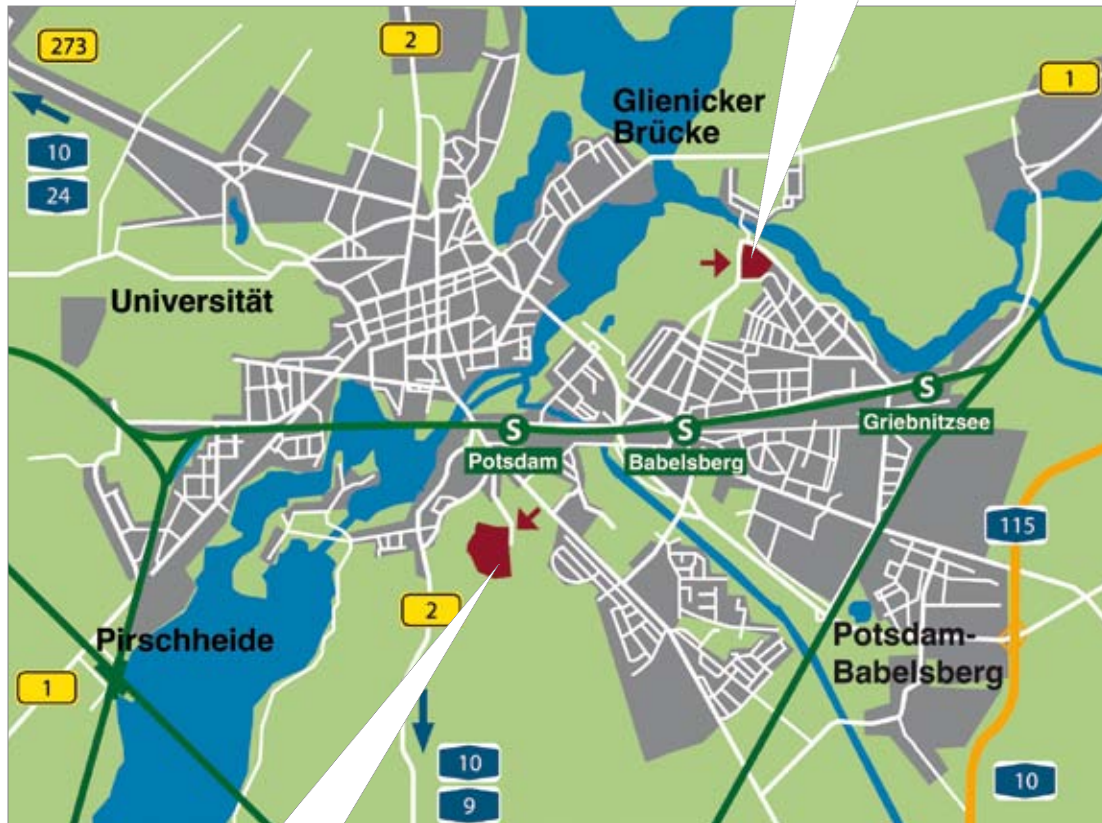 273
2
1
Glienicker
Brücke
10
24
Universität
S
Griebnitzsee
S
Potsdam
S
Babelsberg
115
2
Pirschheide
Potsdam-
Babelsberg
1
10
9
10